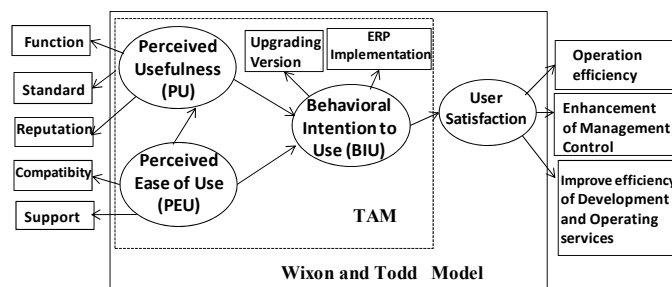 Function
Standard
Reputation
Compatibity
Support
Perceived
Usefulness
(PU)
Perceived
Ease of Use
(PEU)
Upgrading
Version
ERP
Implementation
Behavioral
Intention to
Use (BIU)
TAM
User
Satisfaction
Operation
efficiency
Enhancement
of Management
Control
Improve efficiency
of Development
and Operating
services
Wixon and Todd Model